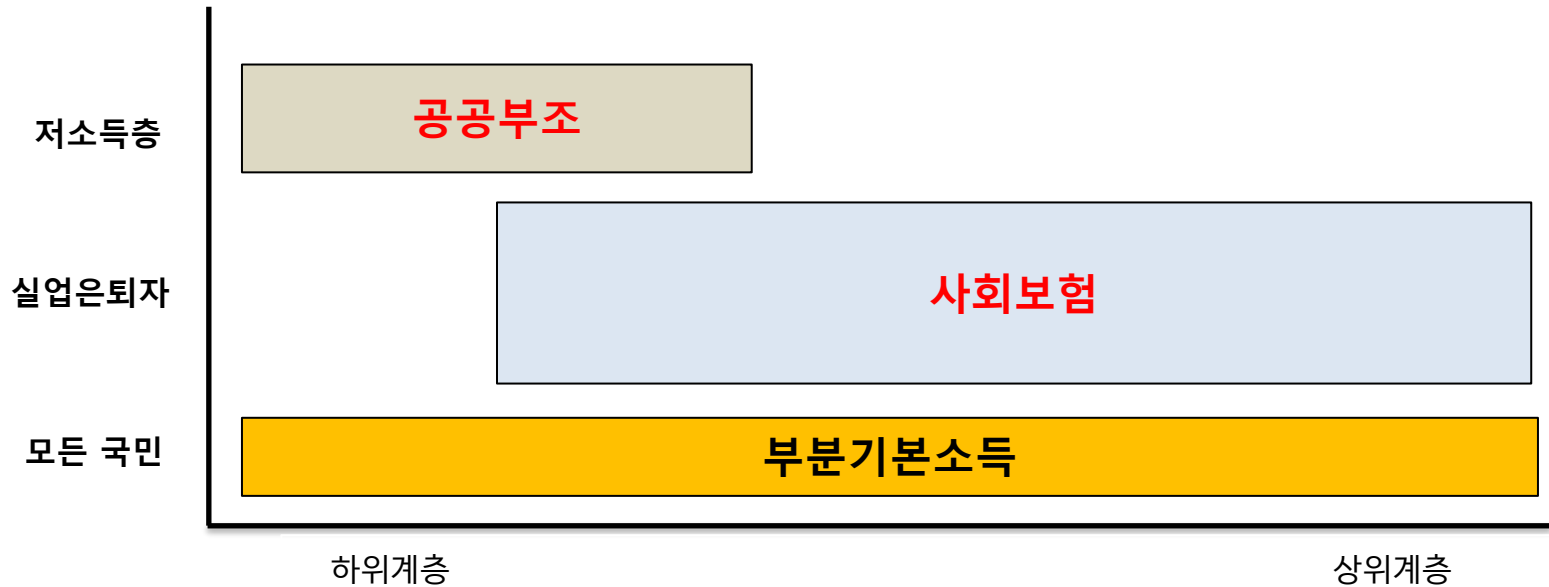 저소득층
공공부조
실업은퇴자
사회보험
모든 국민
부분기본소득
하위계층
상위계층